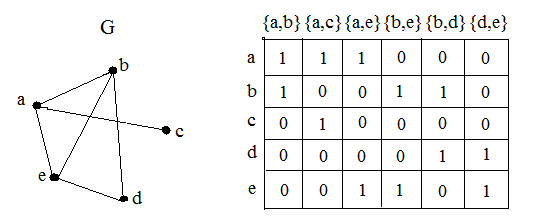 G
a
b
c
e
d
{a,b} {a,c} {a,e} {b,e} {b,d} {d,e}
a 1 1 1 0 0 0
b 1 0 0 1 1 0
c 0 1 0 0 0 0
d 0 0 0 0 1 1
e 0 0 1 1 0 1